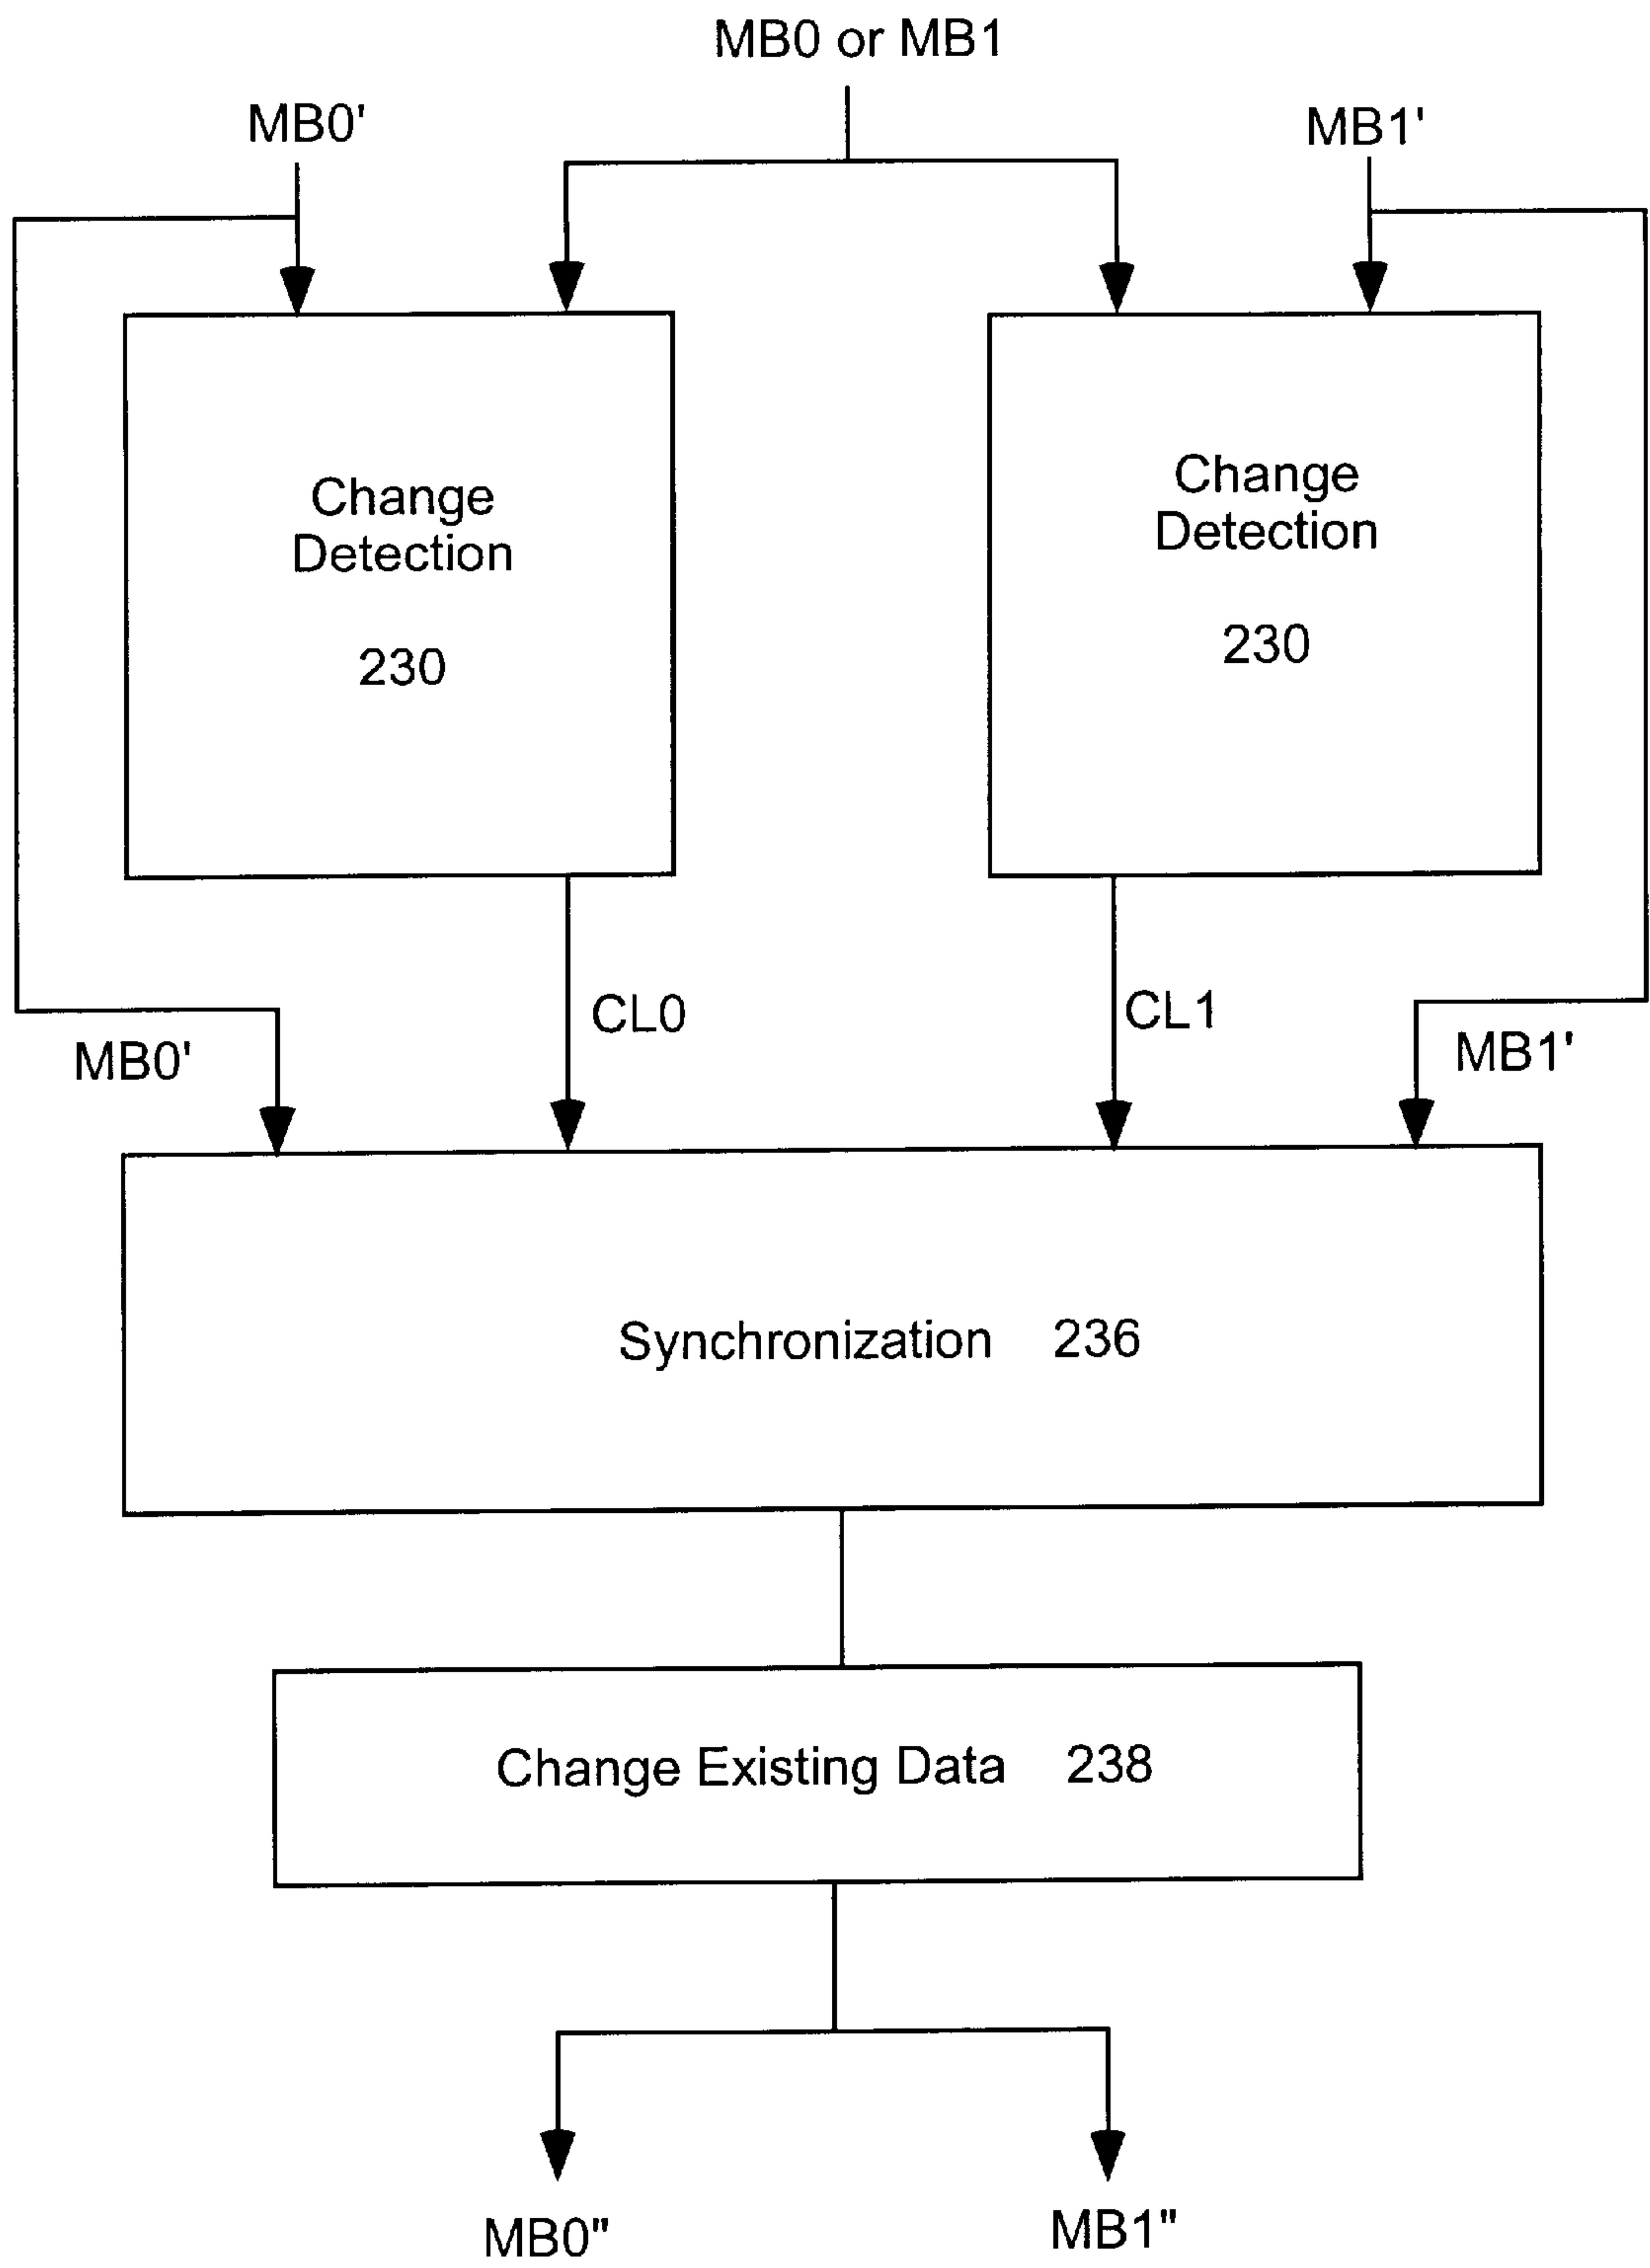 MB0 or MB1
MB0'
MB1'
Change
Detection
230
Change
Detection
230
CL0
CL1
MB0'
MB1'
Synchronization 236
Change Existing Data 238
MB0"
MB1"